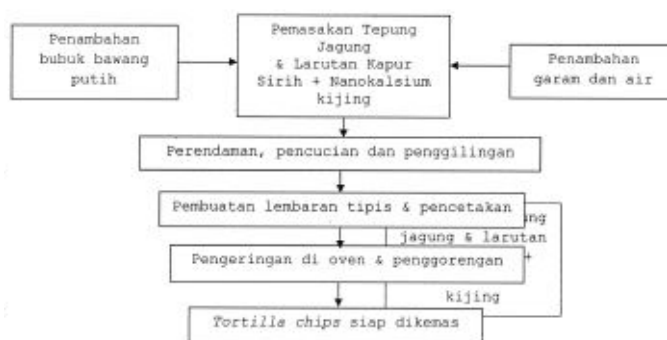 Penambahan
bubuk bawang
putih
Pemasakan Tepung
Jagung
& Larutan Kapur
Sirih + Nanokalsium
kijing
Penambahan
garam dan air
Perendaman, pencucian dan penggilingan
Pembuatan lembaran tipis & pencetakan
jagung & larutan
Pengeringan di oven & penggorengan
+
kijing
Tortilla chips siap dikemas